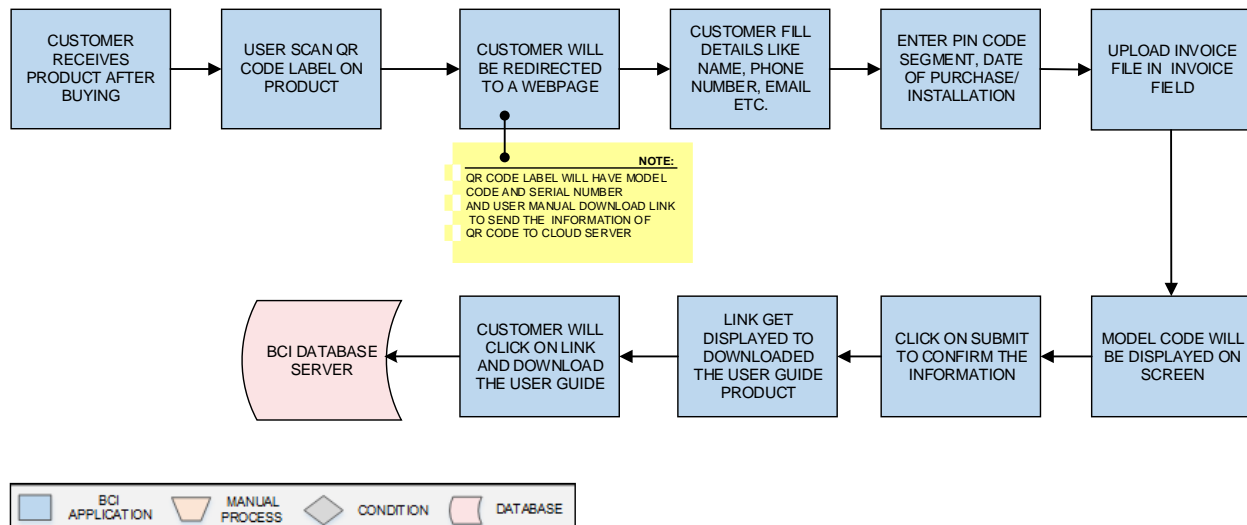 CUSTOMER
RECEIVES
PRODUCT AFTER
BUYING
USER SCAN QR
CODE LABEL ON
PRODUCT
CUSTOMER WILL
BE REDIRECTED
TO A WEBPAGE
CUSTOMER FILL
DETAILS LIKE
NAME, PHONE
NUMBER, EMAIL
ETC.
ENTER PIN CODE
SEGMENT, DATE
OF PURCHASE/
INSTALLATION
UPLOAD INVOICE
FILE IN INVOICE
FIELD
NOTE:
QR CODE LABEL WILL HAVE MODEL
CODE AND SERIAL NUMBER
AND USER MANUAL DOWNLOAD LINK
TO SEND THE INFORMATION OF
QR CODE TO CLOUD SERVER
BCI DATABASE
SERVER
CUSTOMER WILL
CLICK ON LINK
AND DOWNLOAD
THE USER GUIDE
LINK GET
DISPLAYED TO
DOWNLOADED
THE USER GUIDE
PRODUCT
CLICK ON SUBMIT
TO CONFIRM THE
INFORMATION
MODEL CODE WILL
BE DISPLAYED ON
SCREEN
BCI
APPLICATION
MANUAL
PROCESS
CONDITION
DATABASE